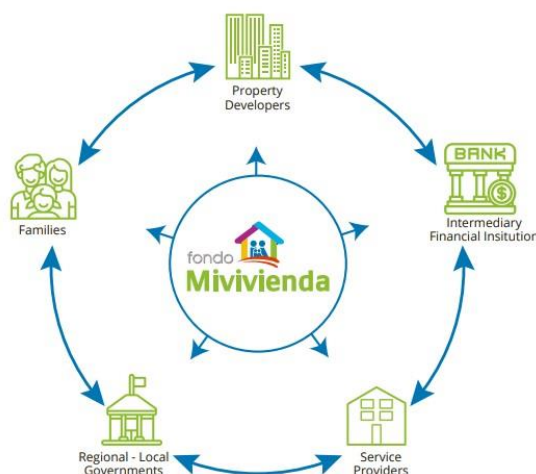 Property
Developers
BANK
$
Intermediary
Financial Insitution
Families
fondo
Mivivienda
Regional - Local
Governments
Service
Providers